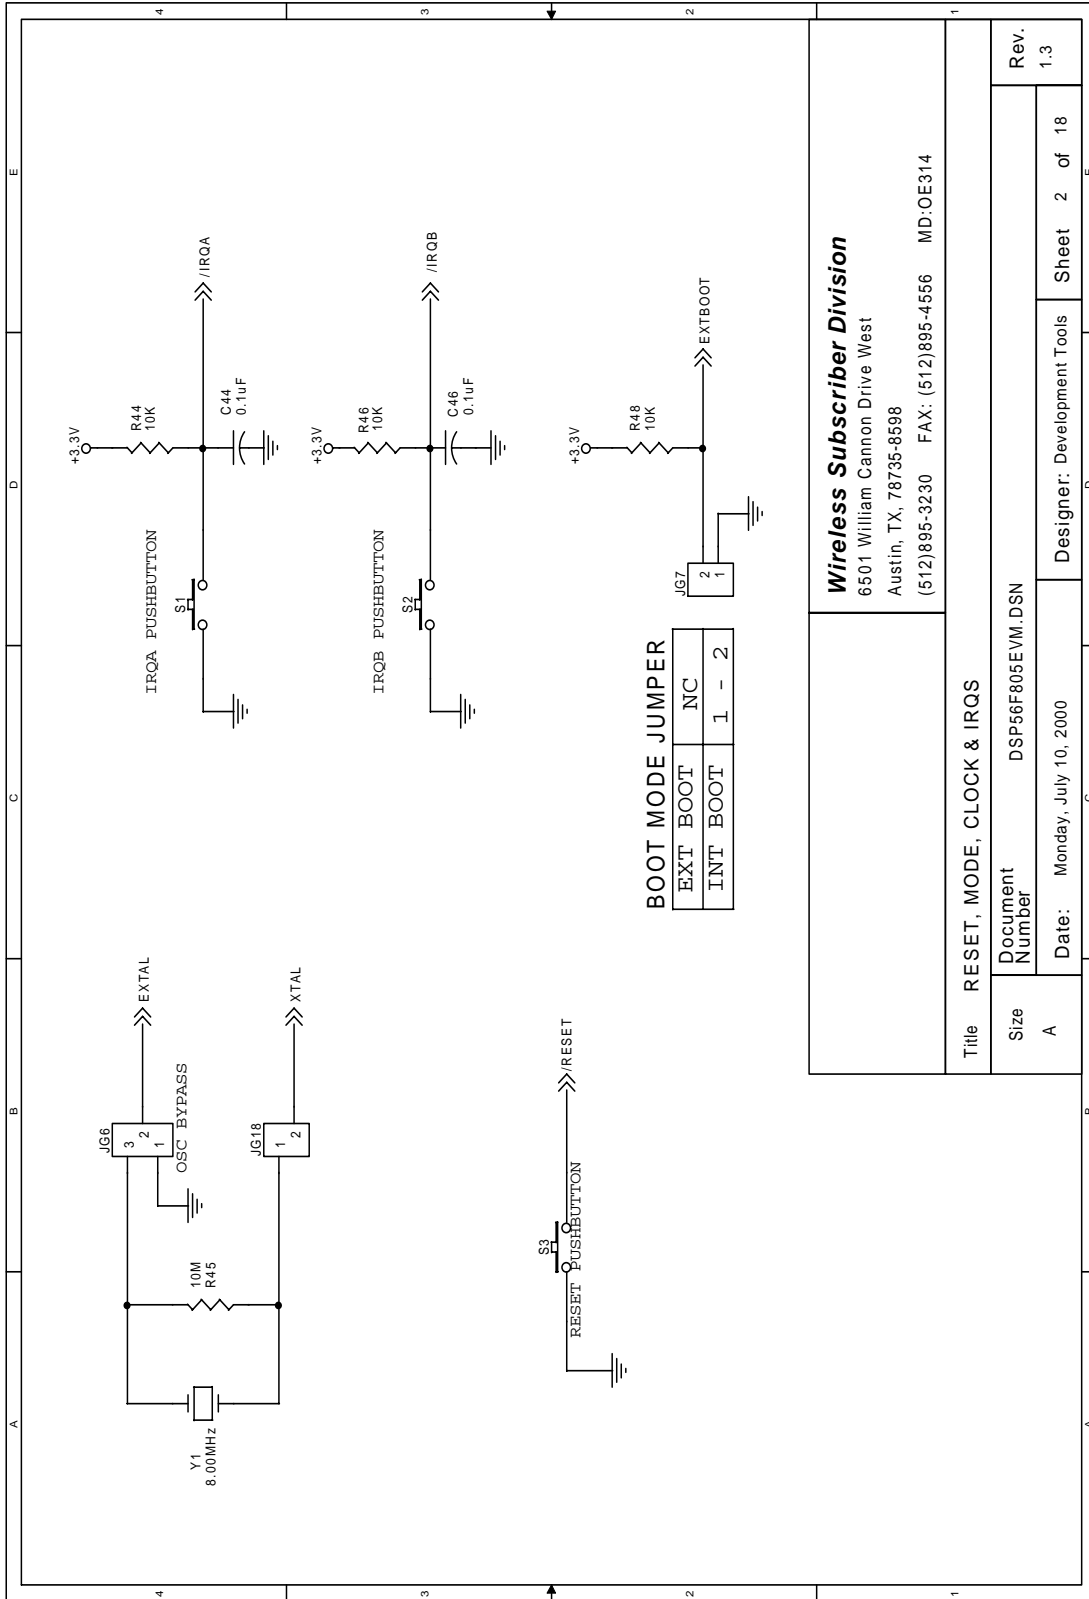 A
B
C
D
E
4
4
3
3
2
2
1
1
A
B
C
D
E
Y1
8.00MHz
10M
R45
JG6
3
2
1
OSC BYPASS
EXTAL
JG18
1
2
XTAL
IRQA PUSHBUTTON
S1
+3.3V
R44
10K
C44
0.1uF
/IRQA
IRQB PUSHBUTTON
S2
+3.3V
R46
10K
C46
0.1uF
/IRQB
S3
RESET PUSHBUTTON
/RESET
BOOT MODE JUMPER
EXT BOOT NC
INT BOOT 1 - 2
JG7
2
1
+3.3V
R48
10K
EXTBOOT
Wireless Subscriber Division
6501 William Cannon Drive West
Austin, TX, 78735-8598
(512)895-3230 FAX: (512)895-4556 MD:OE314
Title RESET, MODE, CLOCK & IRQS
Size
A
Document
Number
DSP56F805EVM.DSN
Rev.
1.3
Date: Monday, July 10, 2000
Designer: Development Tools
Sheet 2 of 18